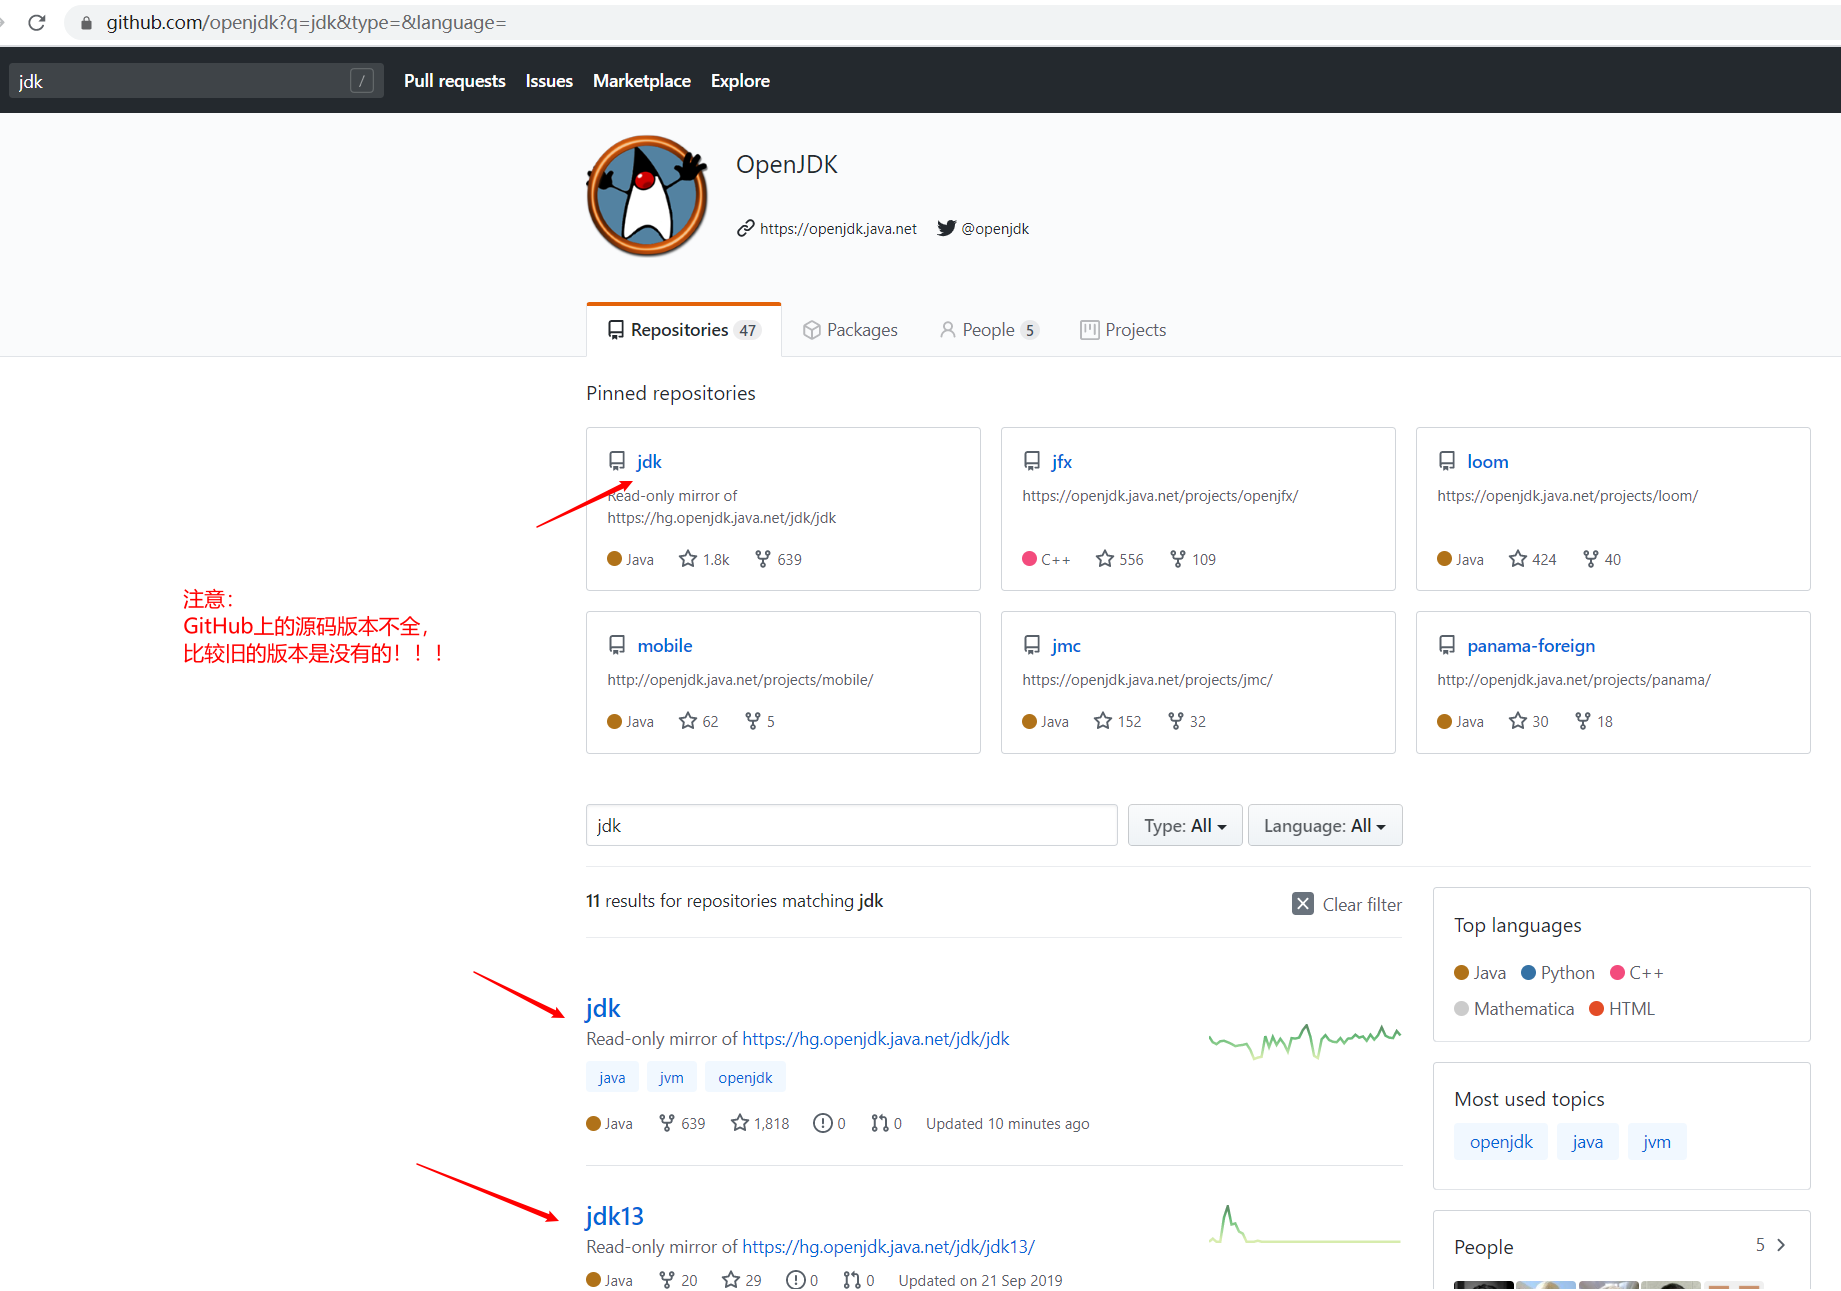 github.com/openjdk?q=jdk&type=&language=
jdk
/
Pull requests
Issues
Marketplace
Explore
OpenJDK
https://openjdk.java.net
@openjdk
Repositories 47
Packages
People 5
Projects
Pinned repositories
jdk
Read-only mirror of
https://hg.openjdk.java.net/jdk/jdk
Java 1.8k 639
jfx
https://openjdk.java.net/projects/openjfx/
C++ 556 109
loom
https://openjdk.java.net/projects/loom/
Java 424 40
注意：
GitHub上的源码版本不全，
比较旧的版本是没有的！！！
mobile
http://openjdk.java.net/projects/mobile/
Java 62 5
jmc
https://openjdk.java.net/projects/jmc/
Java 152 32
panama-foreign
http://openjdk.java.net/projects/panama/
Java 30 18
jdk
Type: All
Language: All
11 results for repositories matching jdk
Clear filter
jdk
Read-only mirror of https://hg.openjdk.java.net/jdk/jdk
java jvm openjdk
Java 639 1,818 0 0 Updated 10 minutes ago
jdk13
Read-only mirror of https://hg.openjdk.java.net/jdk/jdk13/
Java 20 29 0 0 Updated on 21 Sep 2019
Top languages
Java Python C++
Mathematica HTML
Most used topics
openjdk java jvm
People 5